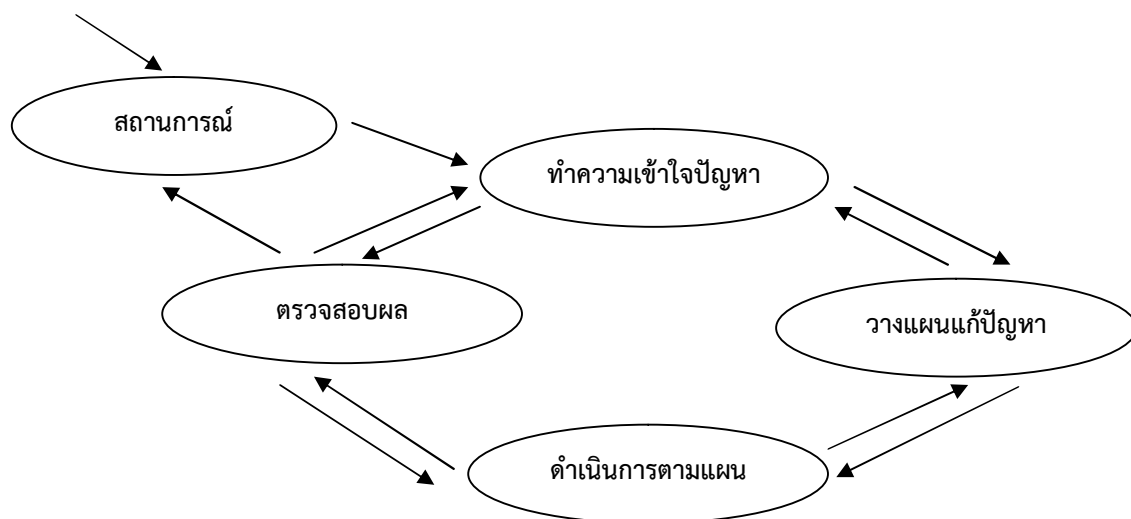 สถานการณ์
ทำความเข้าใจปัญหา
ตรวจสอบผล
วางแผนแก้ปัญหา
ดำเนินการตามแผน